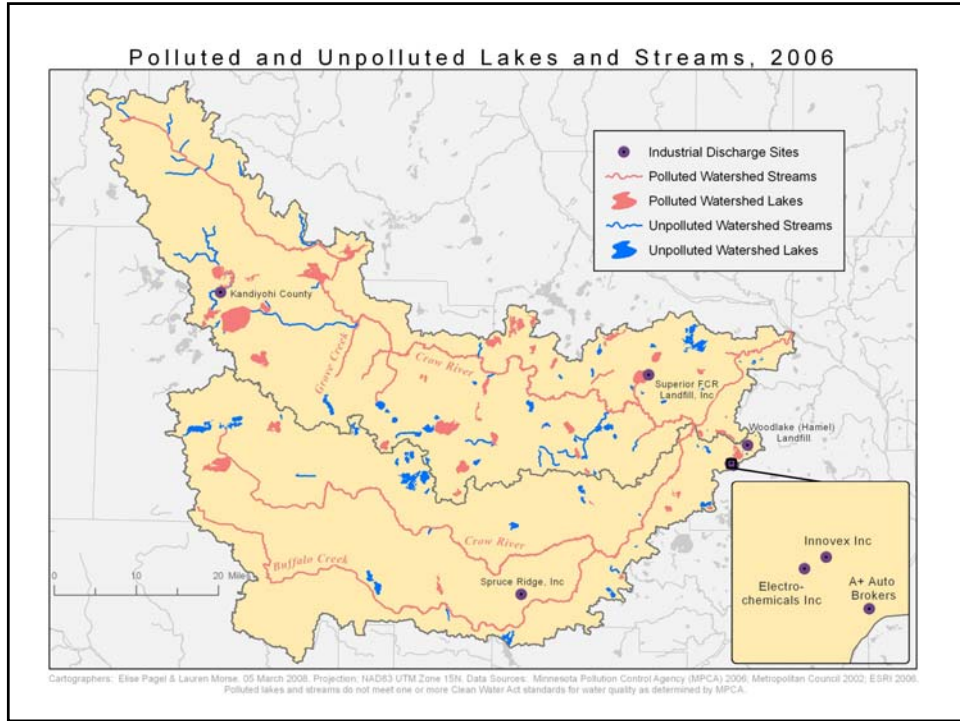 Polluted and Unpolluted Lakes and Streams, 2006
Industrial Discharge Sites
Polluted Watershed Streams
Polluted Watershed Lakes
Unpolluted Watershed Streams
Unpolluted Watershed Lakes
Kandiyohi County
Grove Creek
Crow River
Superior FCR
Landfill, Inc
Woodlake (Hamel)
Landfill
Crow River
Buffalo Creek
Spruce Ridge, Inc
0 10 20 Miles
Innovex Inc
Electro-
chemicals Inc
A+ Auto
Brokers
Cartographers: Elise Pagel & Lauren Morse. 05 March 2008. Projection: NAD83 UTM Zone 15N. Data Sources: Minnesota Pollution Control Agency (MPCA) 2006; Metropolitan Council 2002; ESRI 2006.
Polluted lakes and streams do not meet one or more Clean Water Act standards for water quality as determined by MPCA.